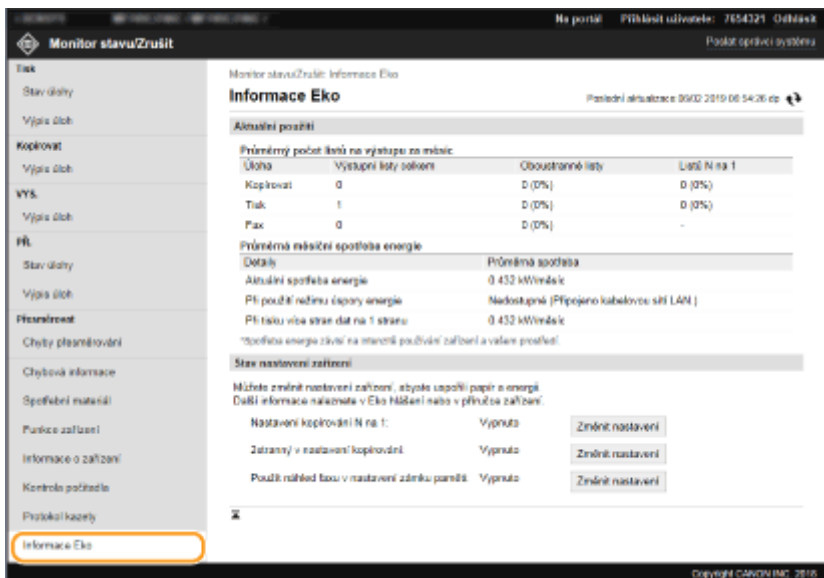 Na portál Přihlásit uživatele: 7654321 Odhlásit
Monitor stavu/Zrušit
Poslat správci systému
Tisk
Stav úlohy
Výpis úloh
Kopírovat
Výpis úloh
VYS.
Výpis úloh
PŘ.
Stav úlohy
Výpis úloh
Přesměrovat
Chyby přesměrování
Chybová informace
Spotřební materiál
Funkce zařízení
Informace o zařízení
Kontrola počítadla
Protokol kazety
Informace Eko
Monitor stavu/Zrušit: Informace Eko
Informace Eko
Poslední aktualizace 06/02 2019 08:54:26 dp.
Aktuální použití
Průměrný počet listů na výstupu za měsíc
Úloha Výstupní listy celkem Oboustranné listy Listů N na 1
Kopírovat 0 0 (0%) 0 (0%)
Tisk 1 0 (0%) 0 (0%)
Fax 0 0 (0%) -
Průměrná měsíční spotřeba energie
Detaily Průměrná spotřeba
Aktuální spotřeba energie 0.432 kW/měsíc
Při použití režimu úspory energie Nedostupné (Připojeno kabelovou sítí LAN.)
Při tisku více stran dat na 1 stranu 0.432 kW/měsíc
*Spotřeba energie závisí na intenzitě používání zařízení a vašem prostředí.
Stav nastavení zařízení
Můžete změnit nastavení zařízení, abyste uspořili papír a energii.
Další informace naleznete v Eko hlášení nebo v příručce zařízení.
Nastavení kopírování N na 1: Vypnuto Změnit nastavení
2stranný v nastavení kopírování: Vypnuto Změnit nastavení
Použít náhled faxu v nastavení zámku paměti: Vypnuto Změnit nastavení
Copyright CANON INC. 2018